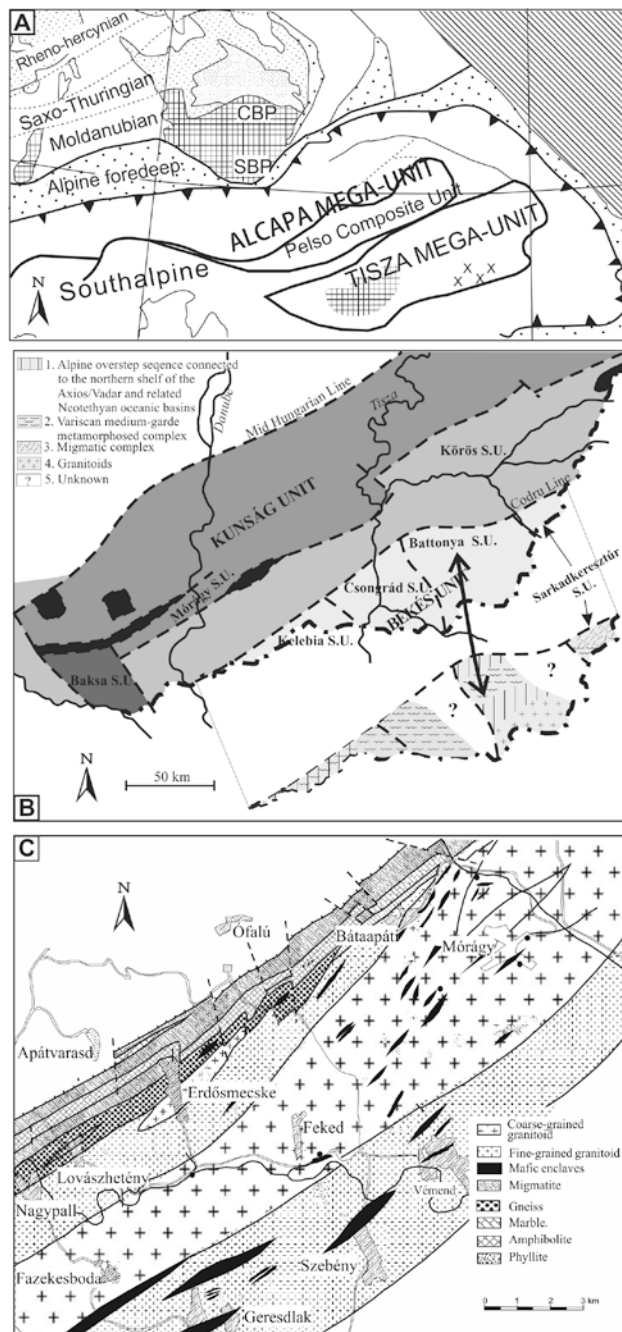 A
Rheno-hercynian
Saxo-Thuringian
Moldanubian
CBP
SBP
Alpine foredeep
ALCAPA MEGA-UNIT
Pelso Composite Unit
TISZA MEGA-UNIT
Southalpine
N
X X X X
B
1. Alpine overstep seqence connected
to the northern shelf of the
Axios/Vadar and related
Neotethyan oceanic basins
2. Variscan medium-garde
metamorphosed complex
3. Migmatic complex
4. Granitoids
? 5. Unknown
Danube
Mid Hungarian Line
Tisza
Körös S.U.
KUNSÁG UNIT
Codru Line
Battonya S.U.
Mórágy S.U.
Csongrád S.U.
BÉKÉS UNIT
Sarkadkeresztúr
S.U.
Kelebia S.U.
Baksa S.U.
?
?
N
50 km
C
N
Ófalú
Bátaapáti
Mórágy
Apátvarasd
Erdősmecske
Feked
Lovászhetény
Nagypall
Vémend
Fazekesboda
Szebény
Geresdlak
Coarse-grained
granitoid
Fine-grained granitoid
Mafic enclaves
Migmatite
Gneiss
Marble.
Amphibolite
Phyllite
0 1 2 3 km